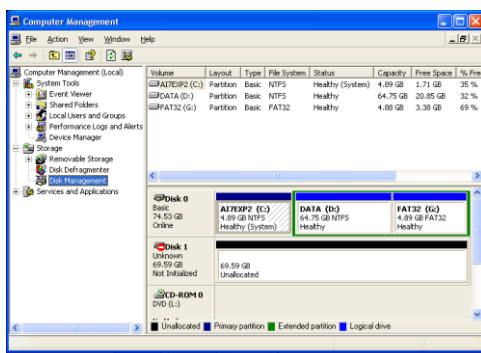 Computer Management
File Action View Window Help
Computer Management (Local)
System Tools
Event Viewer
Shared Folders
Local Users and Groups
Performance Logs and Alerts
Device Manager
Storage
Removable Storage
Disk Defragmenter
Disk Management
Services and Applications
Volume Layout Type File System Status Capacity Free Space % Fre
AI7EXP2 (C:) Partition Basic NTFS Healthy (System) 4.89 GB 1.71 GB 35 %
DATA (D:) Partition Basic NTFS Healthy 64.75 GB 20.85 GB 32 %
FAT32 (G:) Partition Basic FAT32 Healthy 4.88 GB 3.38 GB 69 %
Disk 0
Basic
74.53 GB
Online
AI7EXP2 (C:)
4.89 GB NTFS
Healthy (System)
DATA (D:)
64.75 GB NTFS
Healthy
FAT32 (G:)
4.89 GB FAT32
Healthy
Disk 1
Unknown
69.59 GB
Not Initialized
69.59 GB
Unallocated
CD-ROM 0
DVD (L:)
Unallocated Primary partition Extended partition Logical drive